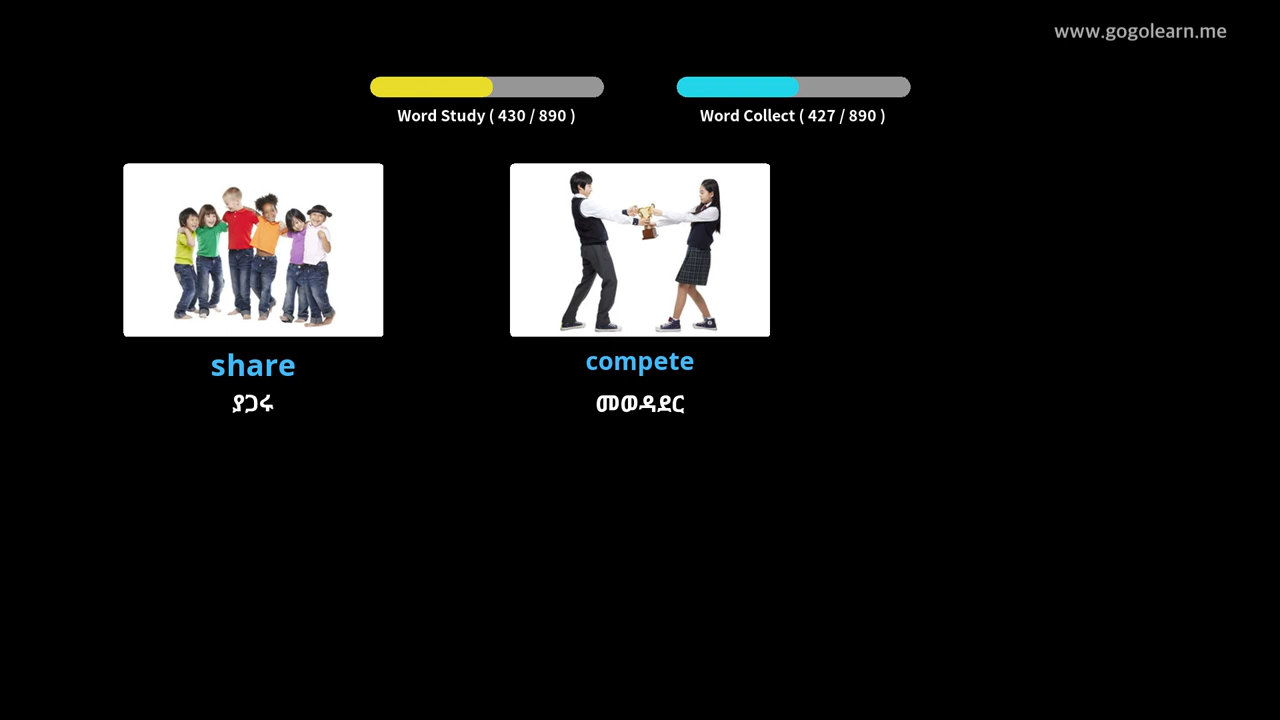 www.gogolearn.me
Word Study ( 430 / 890 )
Word Collect ( 427 / 890 )
share
ያጋሩ
compete
መወዳደር